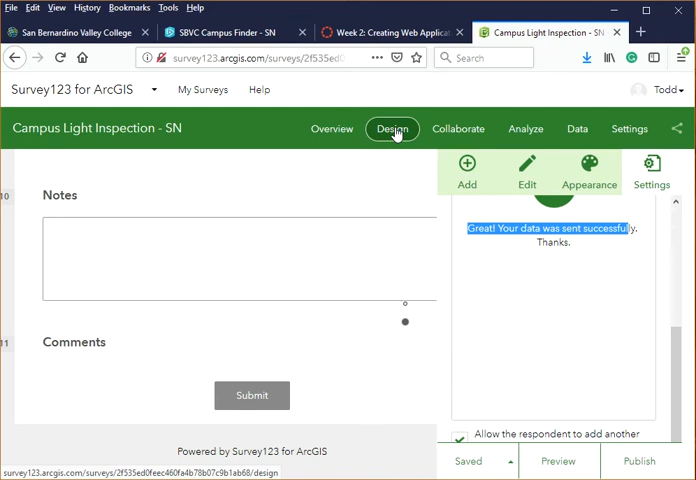 File Edit View History Bookmarks Tools Help
San Bernardino Valley College
SBVC Campus Finder - SN
Week 2: Creating Web Applicat
Campus Light Inspection - SN
survey123.arcgis.com/surveys/2f535ed0
Search
Survey123 for ArcGIS
My Surveys
Help
Todd
Campus Light Inspection - SN
Overview
Design
Collaborate
Analyze
Data
Settings
Add
Edit
Appearance
Settings
10
Notes
Great! Your data was sent successfully.
Thanks.
11
Comments
Submit
Allow the respondent to add another
Powered by Survey123 for ArcGIS
Saved
Preview
Publish
survey123.arcgis.com/surveys/2f535ed0feec460fa4b78b07c9b1ab68/design